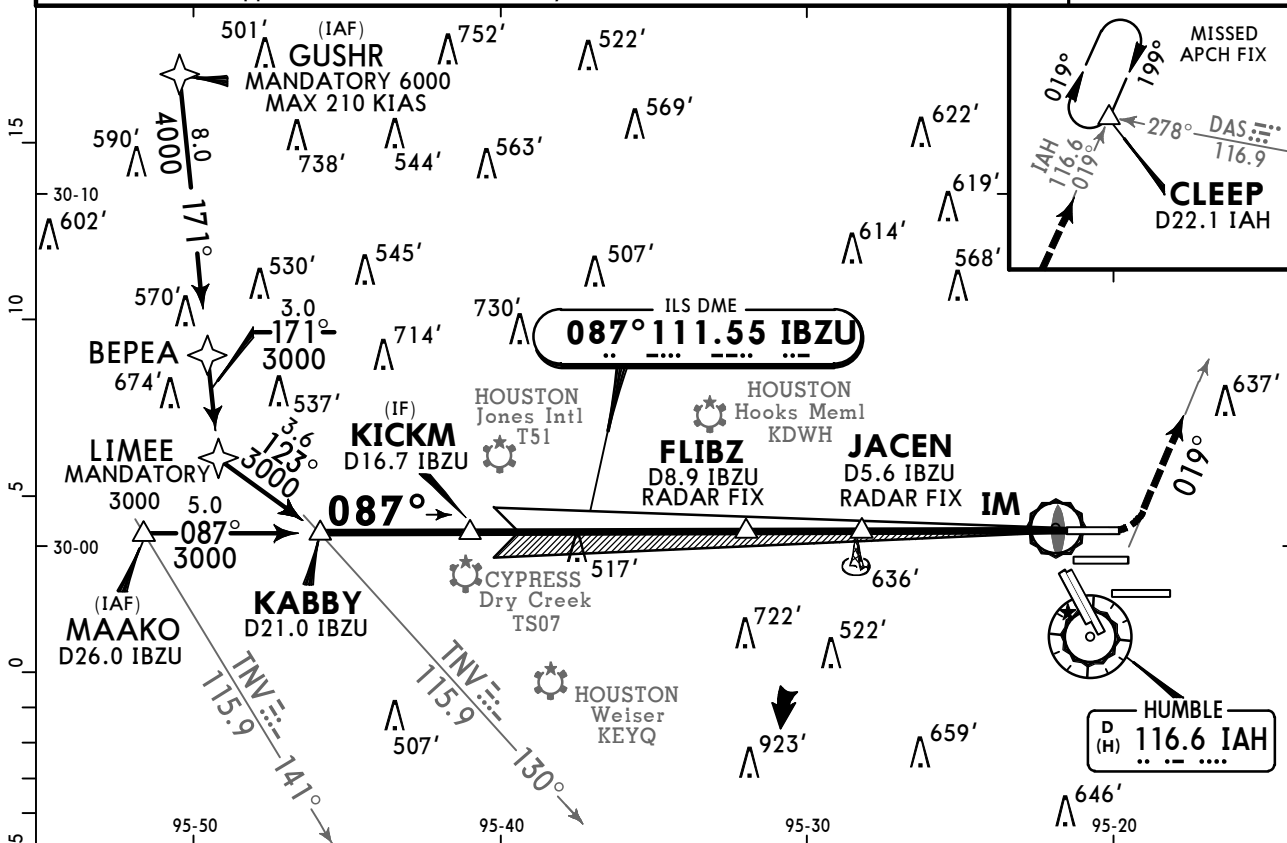 501'
(IAF)
GUSHR
MANDATORY 6000
MAX 210 KIAS
752'
522'
MISSED
APCH FIX
019°
199°
590'
4000
8.0
738'
544'
563'
569'
622'
DAS
278°
116.9
IAH
116.6
019°
CLEEP
D22.1 IAH
15
30-10
602'
171°
619'
614'
530'
545'
507'
568'
10
570'
3.0
171°
3000
730'
ILS DME
087° 111.55 IBZU
BEPEA
714'
674'
537'
HOUSTON
Jones Intl
T51
HOUSTON
Hooks Meml
KDWH
637'
(IF)
KICKM
D16.7 IBZU
3.6
123°
3000
LIMEE
MANDATORY
3000
FLIBZ
D8.9 IBZU
RADAR FIX
JACEN
D5.6 IBZU
RADAR FIX
019°
5
5.0
087°
3000
087°
IM
30-00
517'
636'
CYPRESS
Dry Creek
TS07
(IAF)
MAAKO
D26.0 IBZU
KABBY
D21.0 IBZU
722'
522'
0
TNV
115.9
141°
TNV
115.9
130°
HOUSTON
Weiser
KEYQ
507'
923'
659'
HUMBLE
D
(H)
116.6 IAH
646'
5
95-50
95-40
95-30
95-20